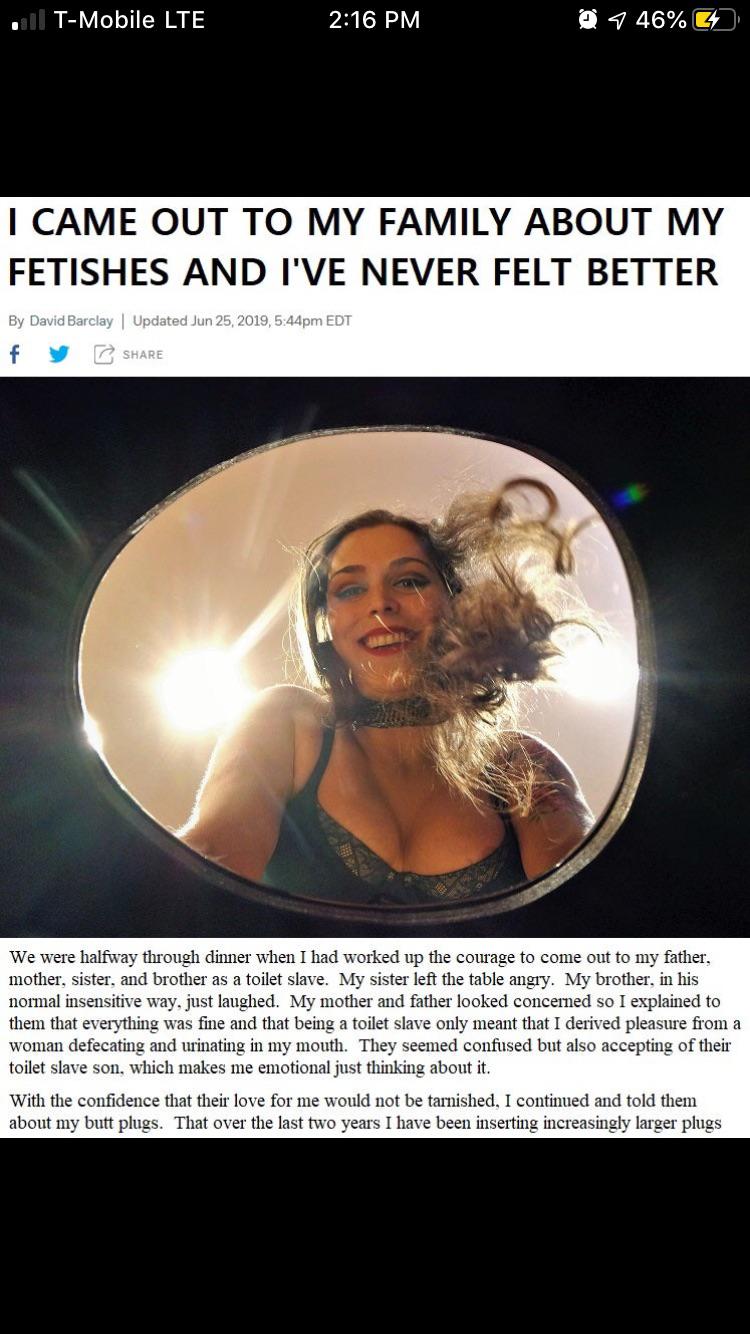 T-Mobile LTE 2:16 PM 46%
I CAME OUT TO MY FAMILY ABOUT MY
FETISHES AND I'VE NEVER FELT BETTER
By David Barclay | Updated Jun 25, 2019, 5:44pm EDT
f SHARE
We were halfway through dinner when I had worked up the courage to come out to my father,
mother, sister, and brother as a toilet slave. My sister left the table angry. My brother, in his
normal insensitive way, just laughed. My mother and father looked concerned so I explained to
them that everything was fine and that being a toilet slave only meant that I derived pleasure from a
woman defecating and urinating in my mouth. They seemed confused but also accepting of their
toilet slave son, which makes me emotional just thinking about it.
With the confidence that their love for me would not be tarnished, I continued and told them
about my butt plugs. That over the last two years I have been inserting increasingly larger plugs